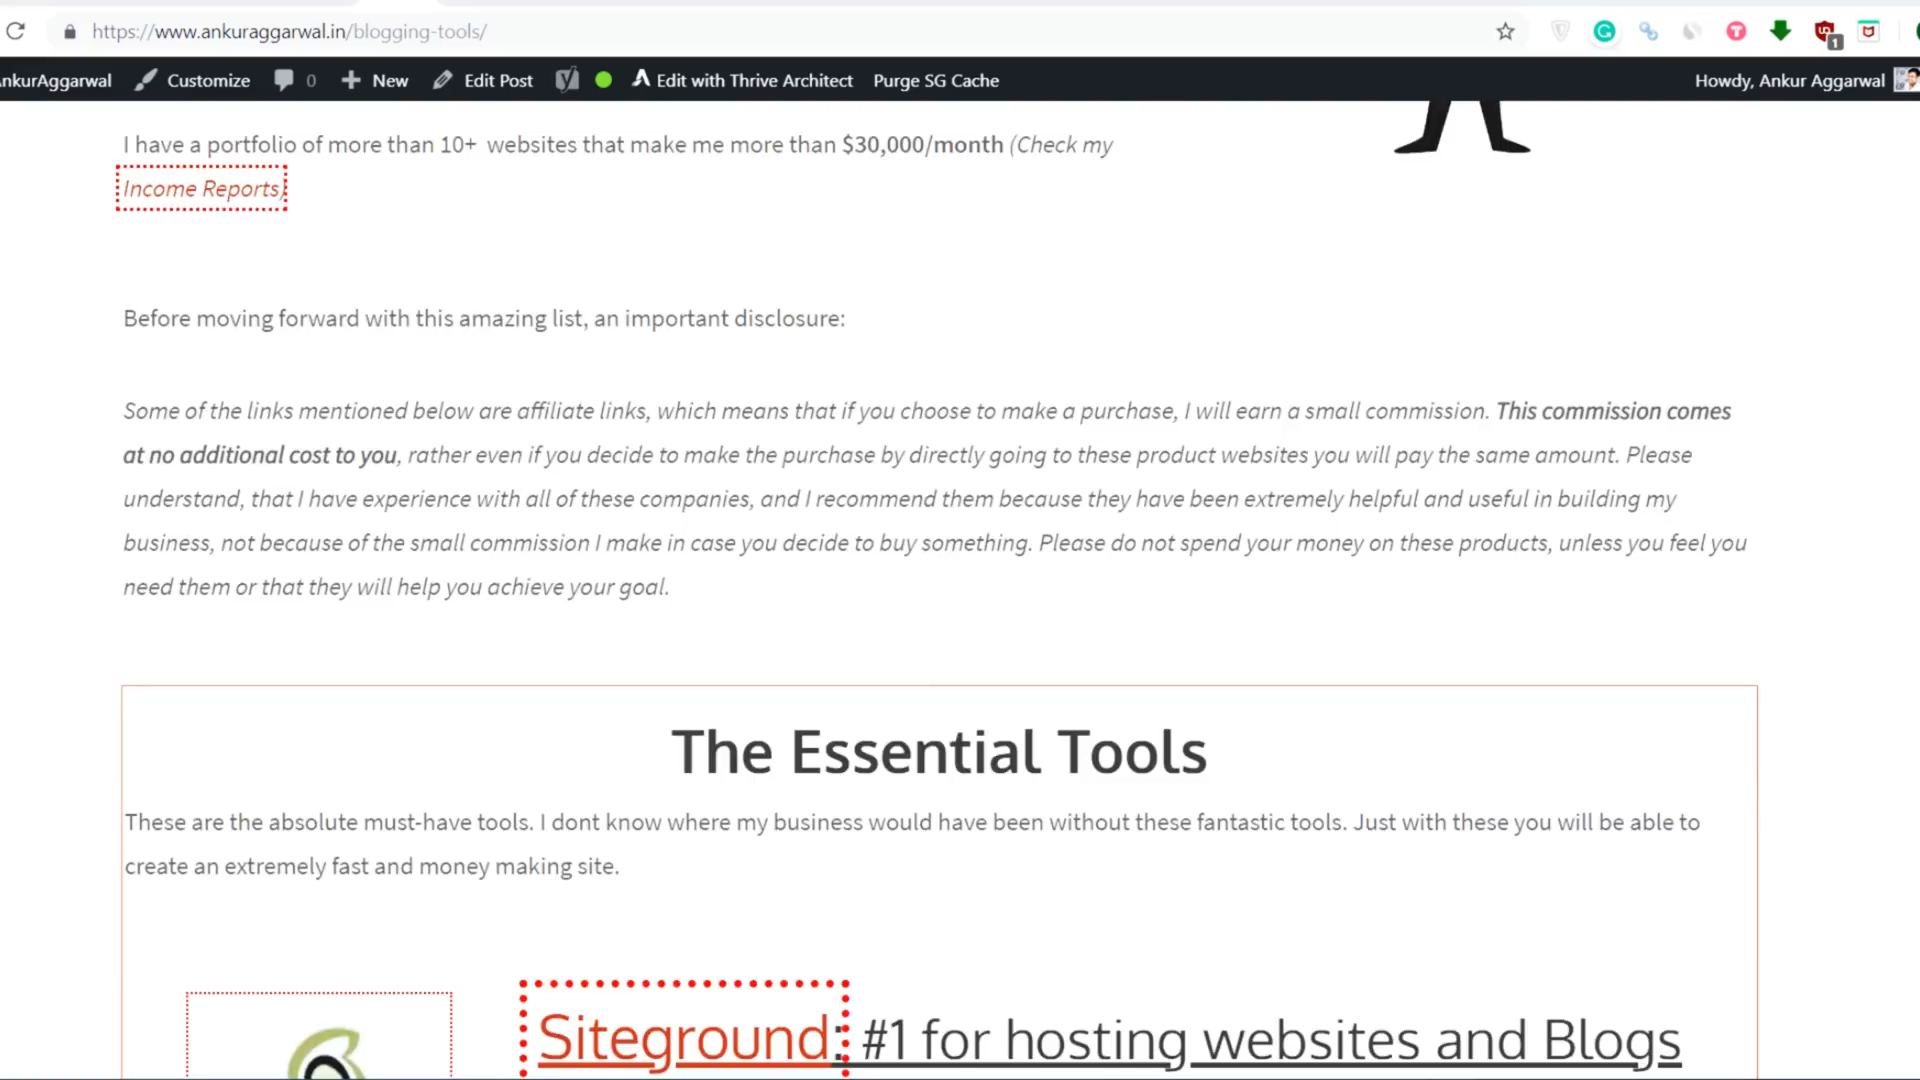 https://www.ankuraggarwal.in/blogging-tools/
1
nkurAggarwal Customize 0 New Edit Post Edit with Thrive Architect Purge SG Cache Howdy, Ankur Aggarwal
I have a portfolio of more than 10+ websites that make me more than $30,000/month (Check my
Income Reports)
Before moving forward with this amazing list, an important disclosure:
Some of the links mentioned below are affiliate links, which means that if you choose to make a purchase, I will earn a small commission. This commission comes
at no additional cost to you, rather even if you decide to make the purchase by directly going to these product websites you will pay the same amount. Please
understand, that I have experience with all of these companies, and I recommend them because they have been extremely helpful and useful in building my
business, not because of the small commission I make in case you decide to buy something. Please do not spend your money on these products, unless you feel you
need them or that they will help you achieve your goal.
The Essential Tools
These are the absolute must-have tools. I dont know where my business would have been without these fantastic tools. Just with these you will be able to
create an extremely fast and money making site.
Siteground: #1 for hosting websites and Blogs